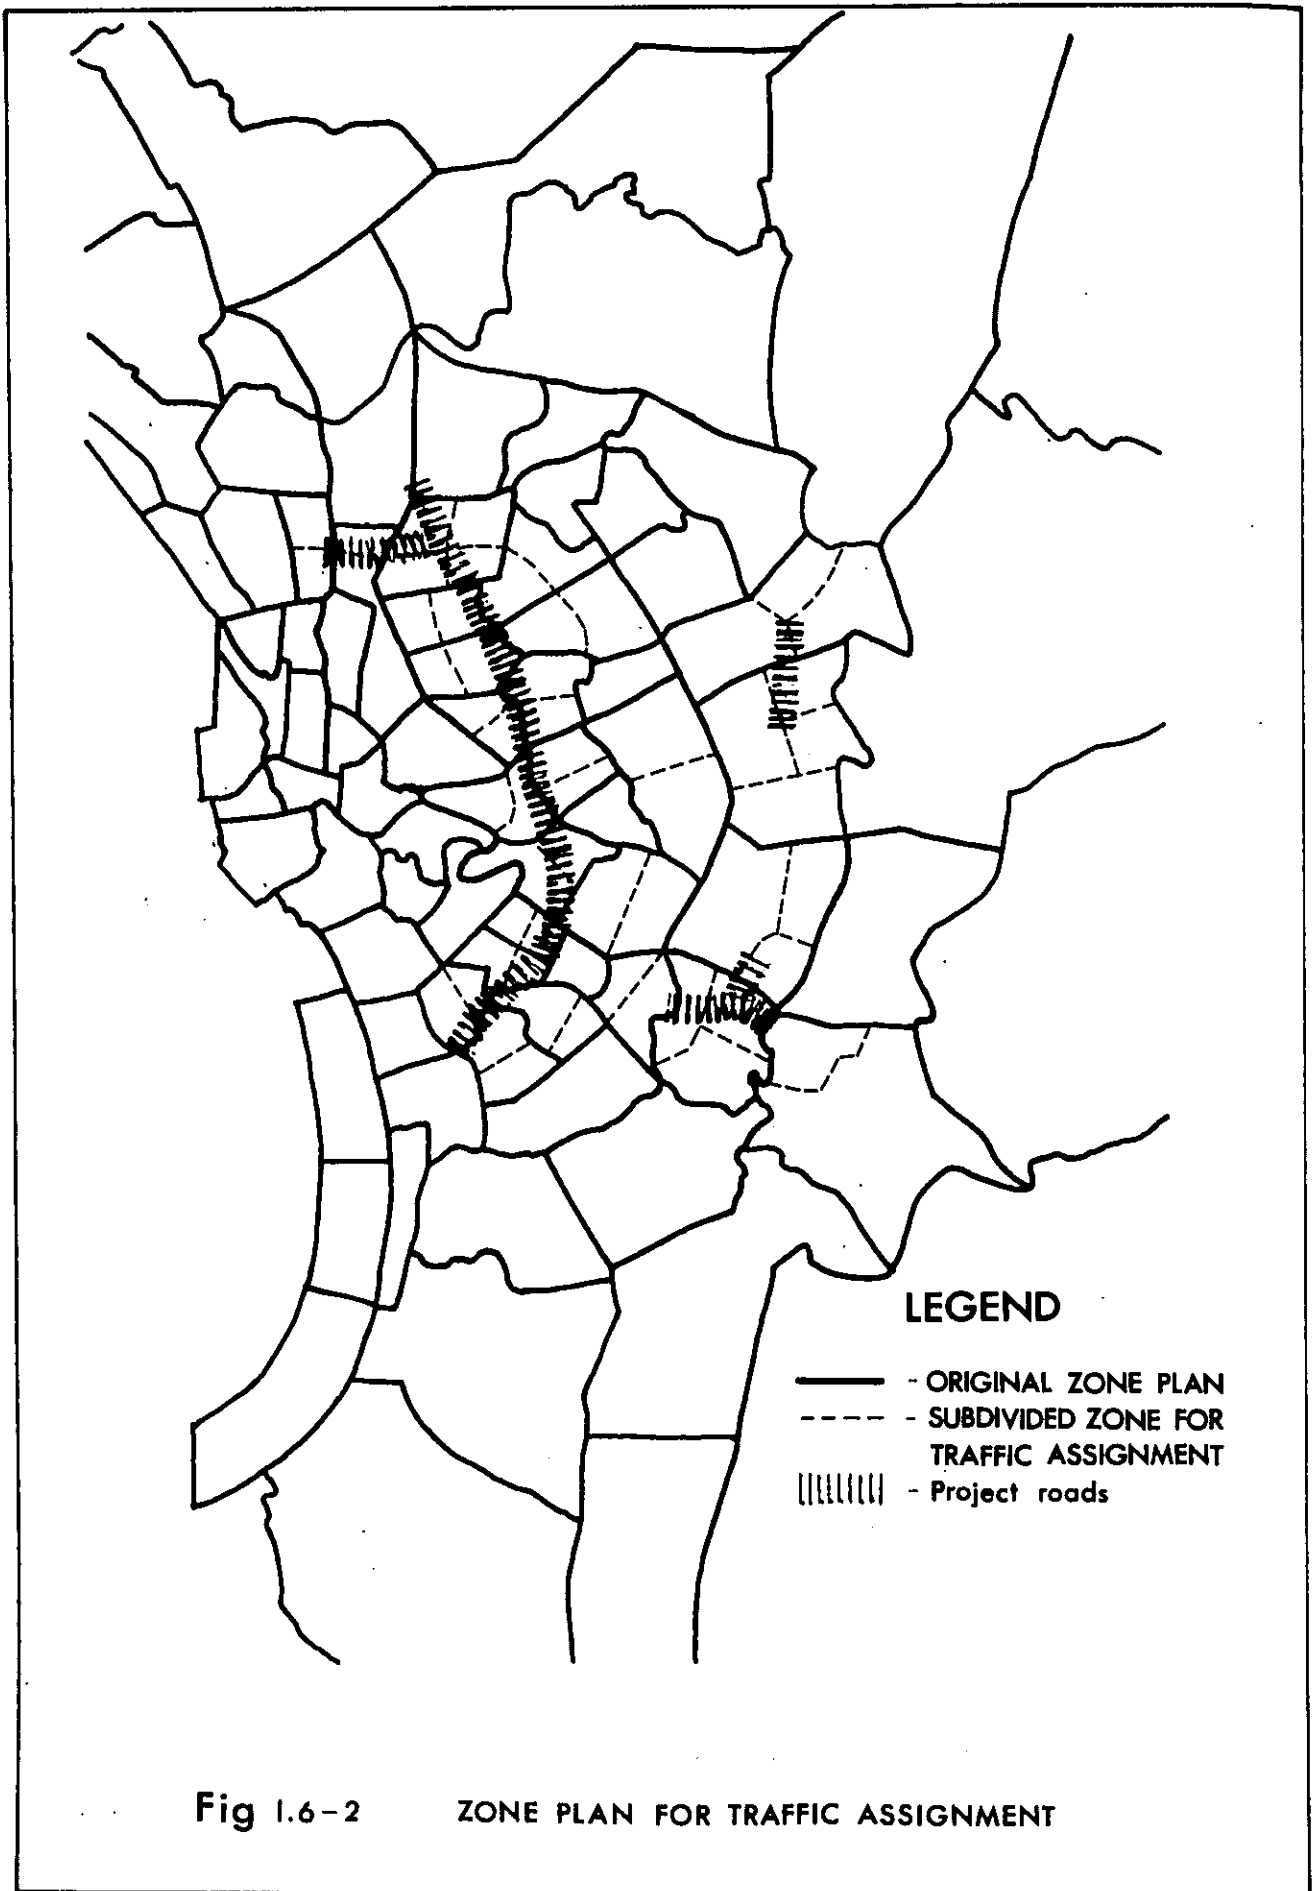 LEGEND
- ORIGINAL ZONE PLAN
- SUBDIVIDED ZONE FOR
TRAFFIC ASSIGNMENT
- Project roads
Fig 1.6-2 ZONE PLAN FOR TRAFFIC ASSIGNMENT